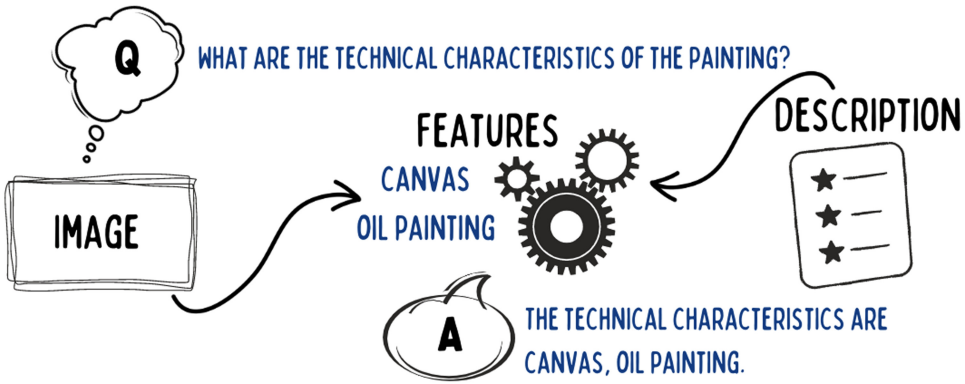 Q
WHAT ARE THE TECHNICAL CHARACTERISTICS OF THE PAINTING?
DESCRIPTION
FEATURES
CANVAS
OIL PAINTING
IMAGE
A
THE TECHNICAL CHARACTERISTICS ARE
CANVAS, OIL PAINTING.